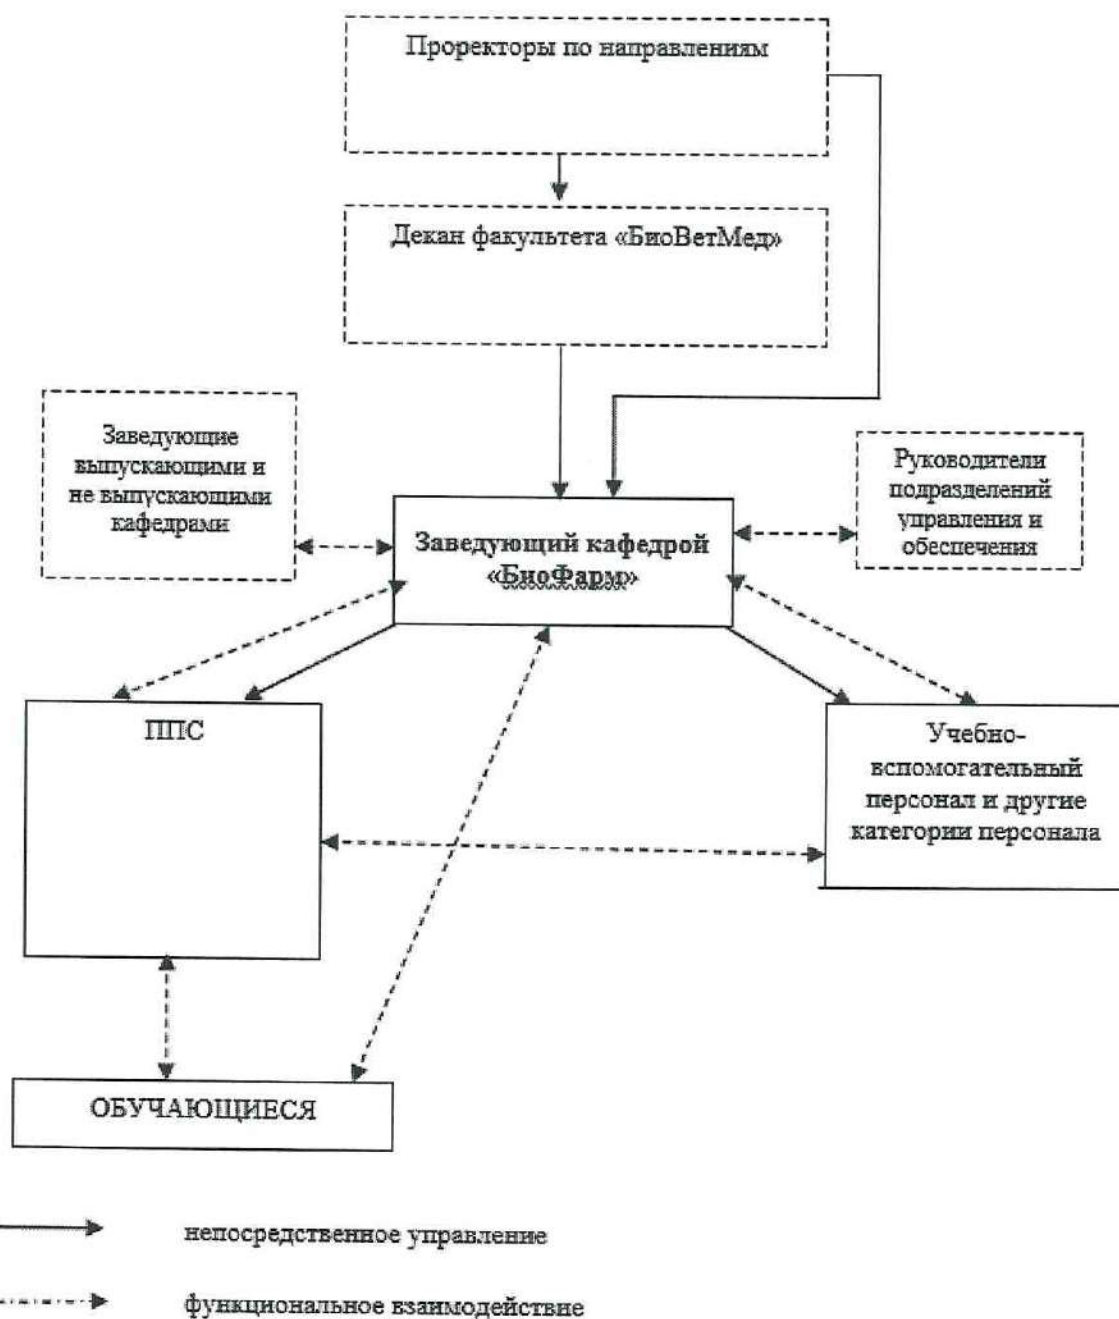 Проректоры по направлениям
Декан факультета «БиоВетМед»
Заведующие
выпускающими и
не выпускающими
кафедрами
Руководители
подразделений
управления и
обеспечения
Заведующий кафедрой
«БиоФарм»
ППС
Учебно-
вспомогательный
персонал и другие
категории персонала
ОБУЧАЮЩИЕСЯ
непосредственное управление
функциональное взаимодействие